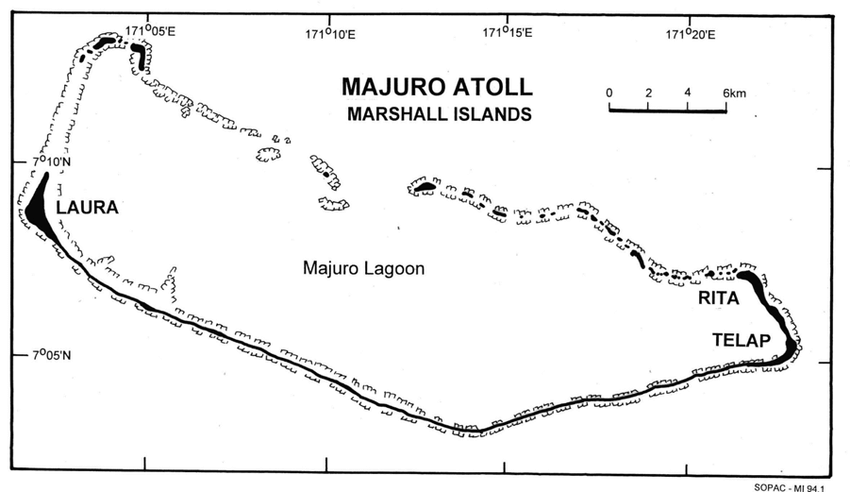 171°05'E
171°10'E
171°15'E
171°20'E
MAJURO ATOLL
MARSHALL ISLANDS
0 2 4 6km
7°10'N
LAURA
Majuro Lagoon
RITA
TELAP
7°05'N
SOPAC - MI 94.1